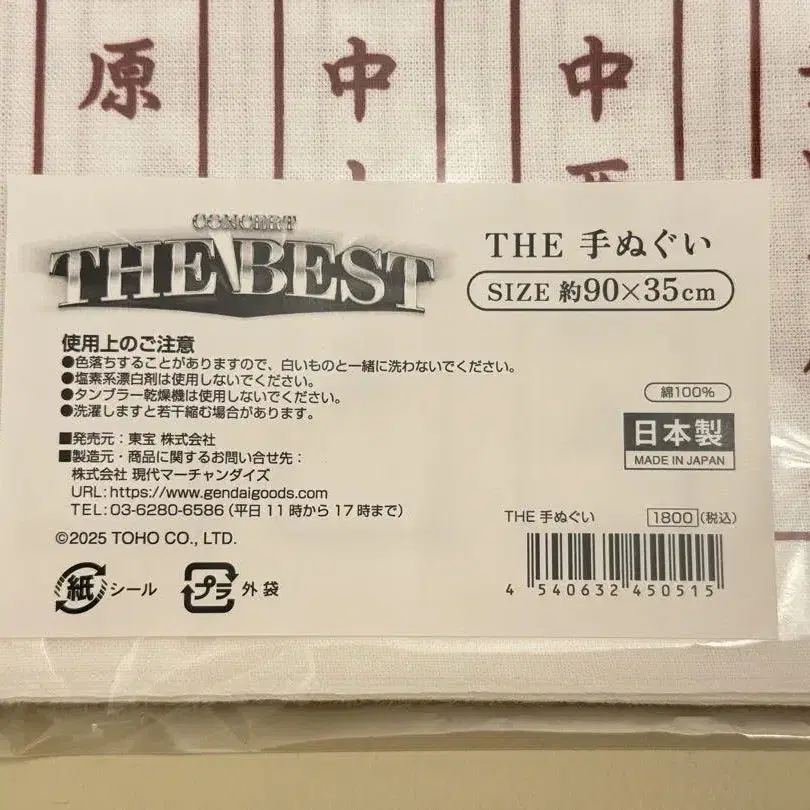 原 中 中
平
CONCERT
THE BEST
THE 手ぬぐい
SIZE 約90×35cm
使用上のご注意
●色落ちすることがありますので、白いものと一緒に洗わないでください。
●塩素系漂白剤は使用しないでください。
●タンブラー乾燥機は使用しないでください。
●洗濯しますと若干縮む場合があります。
綿100%
日本製
MADE IN JAPAN
■発売元：東宝 株式会社
■製造元・商品に関するお問い合せ先：
株式会社 現代マーチャンダイズ
URL:https://www.gendaigoods.com
TEL:03-6280-6586（平日11時から17時まで）
©2025 TOHO CO., LTD.
紙 シール
プラ 外袋
THE 手ぬぐい 1800(税込)
4 540632 450515